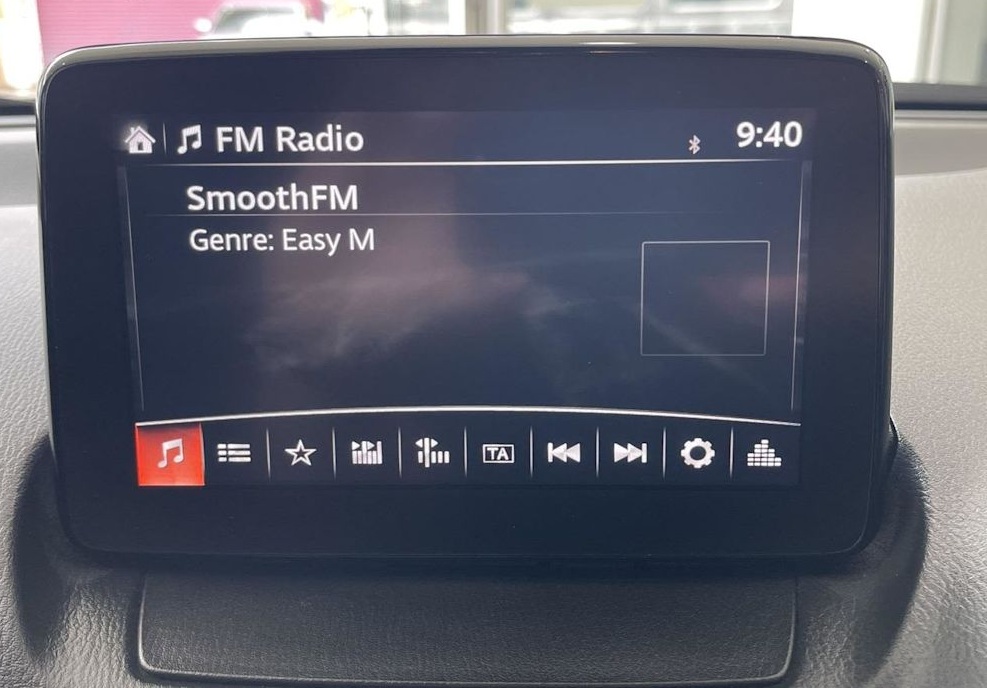 FM Radio
9:40
SmoothFM
Genre: Easy M
TA